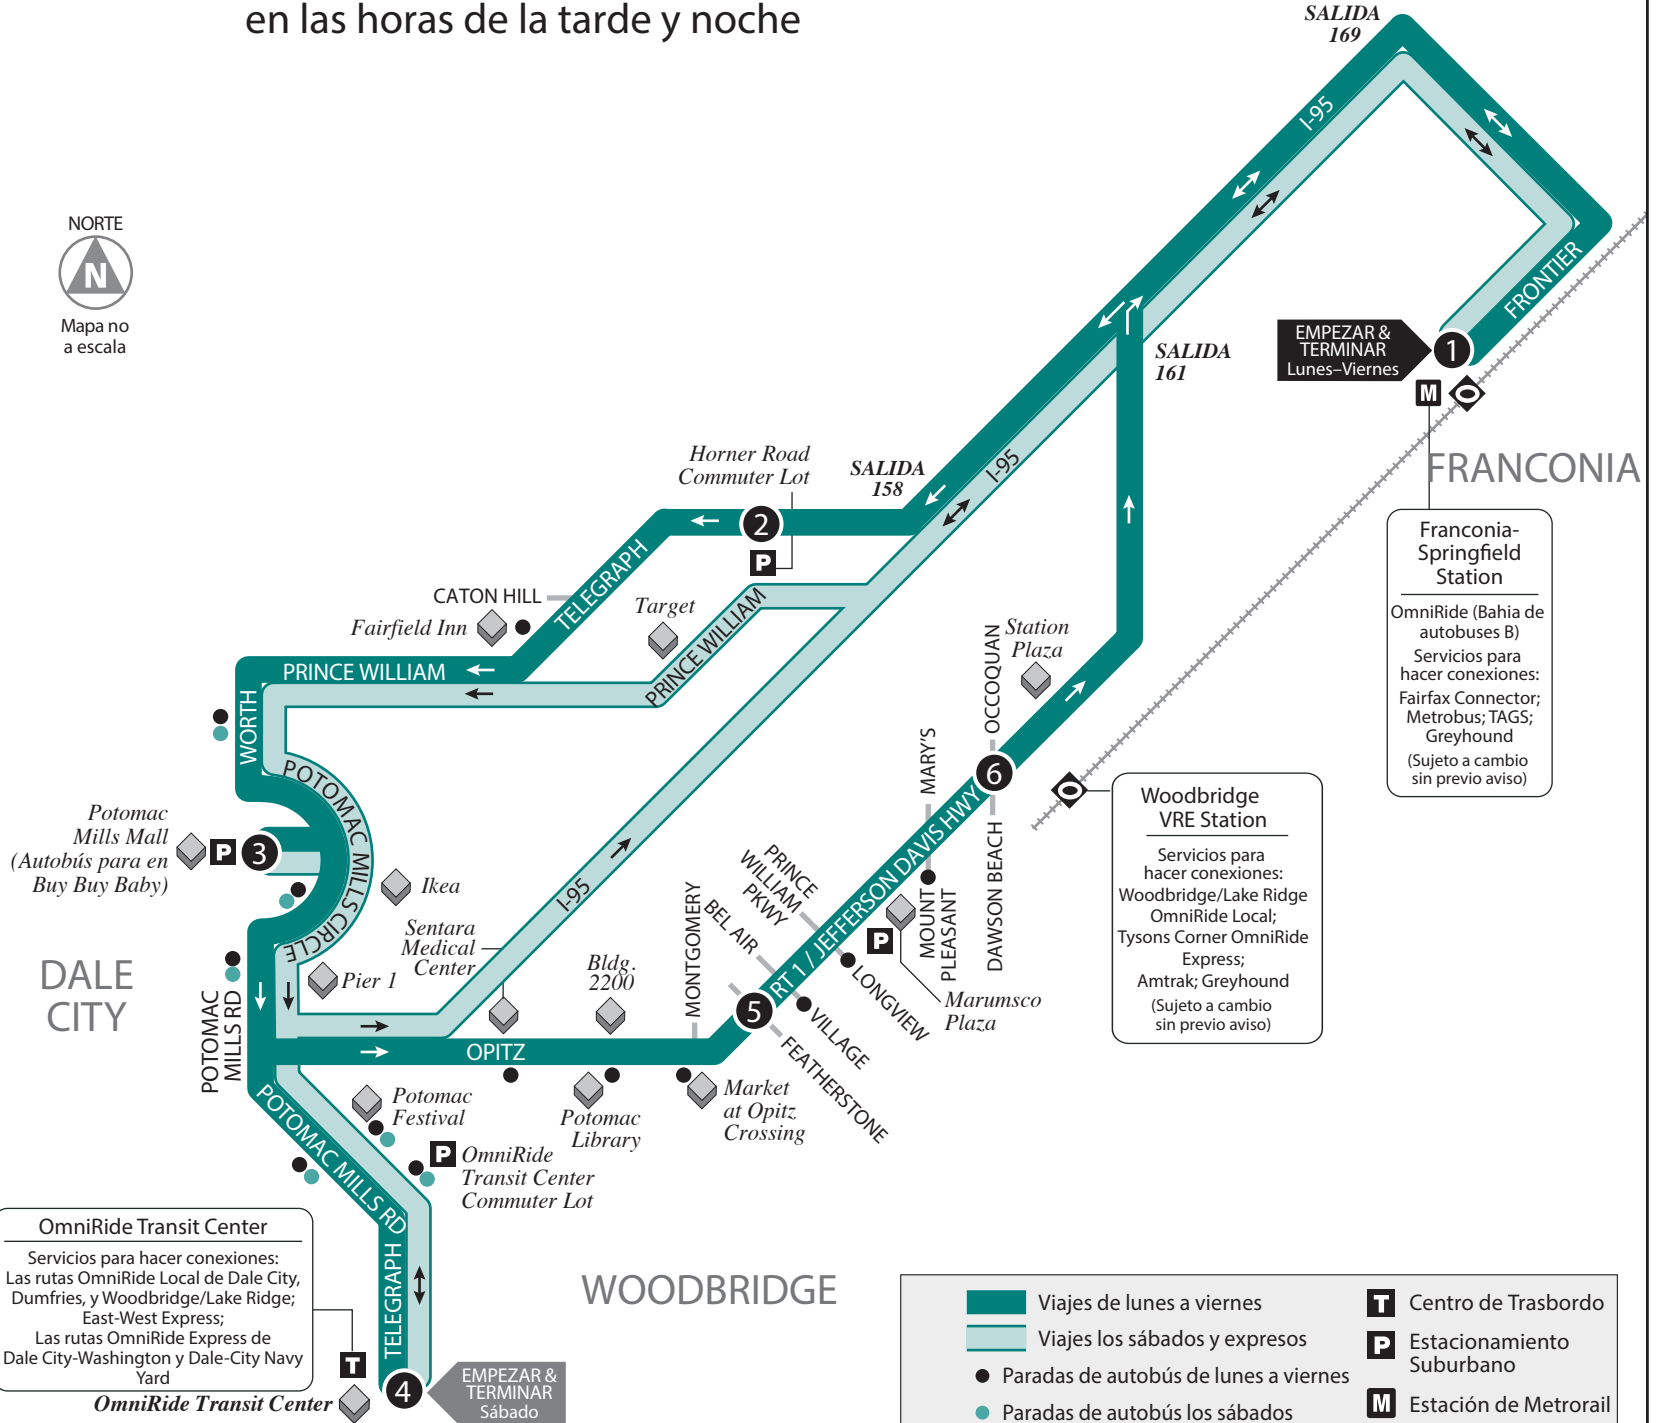 en las horas de la tarde y noche
SALIDA
169
I-95
NORTE
N
Mapa no
a escala
FRONTIER
EMPEZAR &
TERMINAR
Lunes–Viernes
1
M
SALIDA
161
FRANCONIA
Horner Road
Commuter Lot
SALIDA
158
I-95
2
P
Franconia-
Springfield
Station
OmniRide (Bahia de
autobuses B)
Servicios para
hacer conexiones:
Fairfax Connector;
Metrobus; TAGS;
Greyhound
(Sujeto a cambio
sin previo aviso)
TELEGRAPH
CATON HILL
Fairfield Inn
Target
PRINCE WILLIAM
PRINCE WILLIAM
Station
Plaza
OCCOQUAN
WORTH
POTOMAC MILLS CIRCLE
MARY'S
6
Potomac
Mills Mall
(Autobús para en
Buy Buy Baby)
P
3
Ikea
Woodbridge
VRE Station
Servicios para
hacer conexiones:
Woodbridge/Lake Ridge
OmniRide Local;
Tysons Corner OmniRide
Express;
Amtrak; Greyhound
(Sujeto a cambio
sin previo aviso)
RT 1 / JEFFERSON DAVIS HWY
DAWSON BEACH
PRINCE
WILLIAM
PKWY
BEL AIR
MOUNT
PLEASANT
P
Marumsco
Plaza
LONGVIEW
VILLAGE
FEATHERSTONE
5
I-95
Sentara
Medical
Center
Bldg.
2200
MONTGOMERY
Pier 1
DALE
CITY
POTOMAC
MILLS RD
OPITZ
Potomac
Festival
Potomac
Library
Market
at Opitz
Crossing
POTOMAC MILLS RD
P
OmniRide
Transit Center
Commuter Lot
OmniRide Transit Center
Servicios para hacer conexiones:
Las rutas OmniRide Local de Dale City,
Dumfries, y Woodbridge/Lake Ridge;
East-West Express;
Las rutas OmniRide Express de
Dale City-Washington y Dale-City Navy
Yard
TELEGRAPH
T
OmniRide Transit Center
4
EMPEZAR &
TERMINAR
Sábado
WOODBRIDGE
Viajes de lunes a viernes
Viajes los sábados y expresos
Paradas de autobús de lunes a viernes
Paradas de autobús los sábados
T Centro de Trasbordo
P Estacionamiento
Suburbano
M Estación de Metrorail